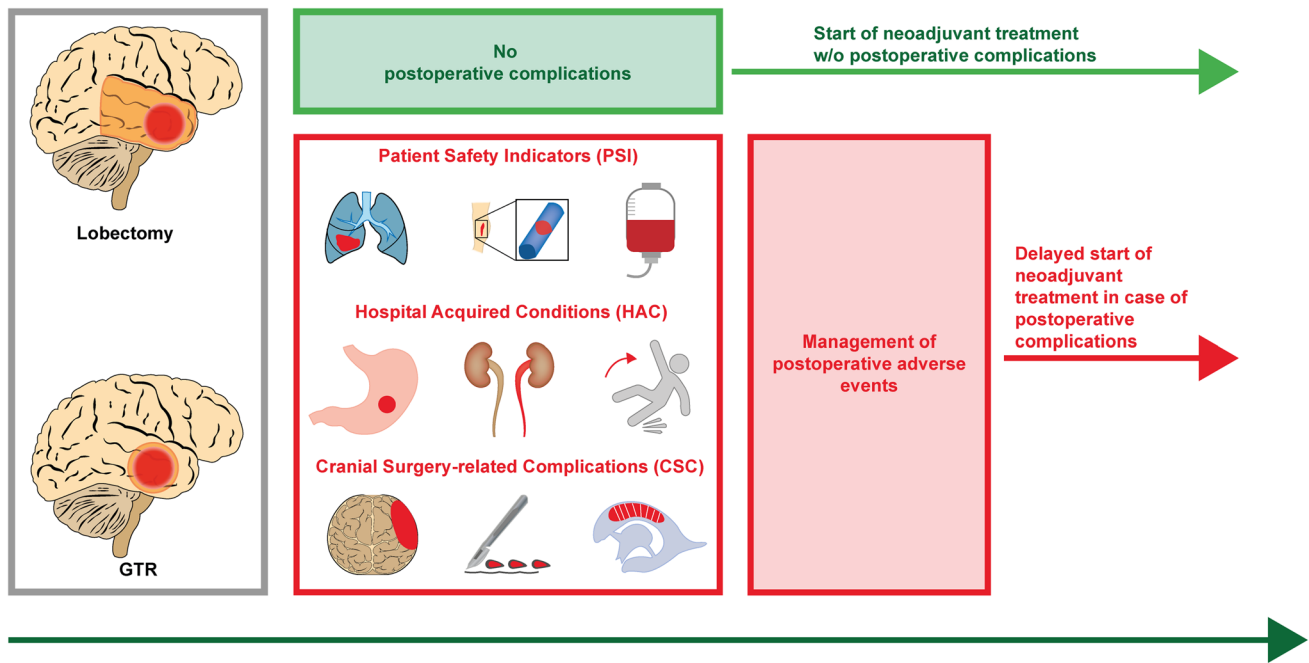 Lobectomy
GTR
No
postoperative complications
Start of neoadjuvant treatment
w/o postoperative complications
Patient Safety Indicators (PSI)
Hospital Acquired Conditions (HAC)
Cranial Surgery-related Complications (CSC)
Management of
postoperative adverse
events
Delayed start of
neoadjuvant
treatment in case of
postoperative
complications